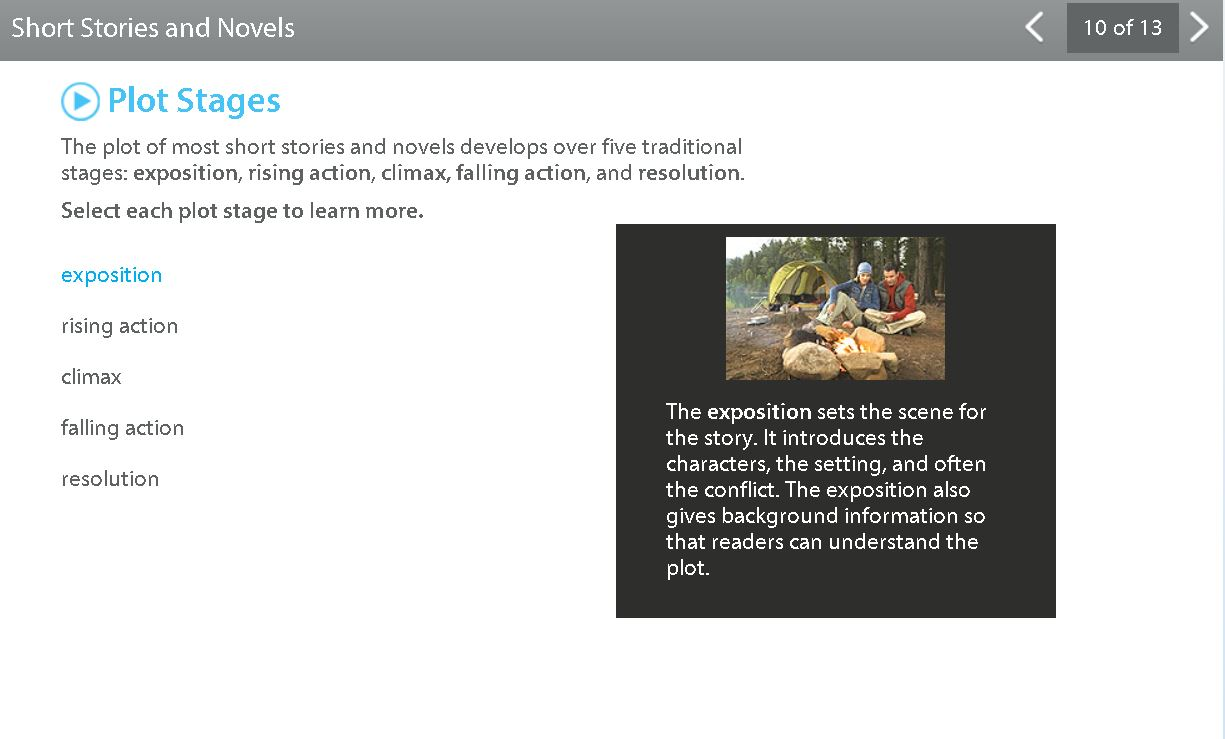 Short Stories and Novels
10 of 13
Plot Stages
The plot of most short stories and novels develops over five traditional
stages: exposition, rising action, climax, falling action, and resolution.
Select each plot stage to learn more.
exposition
rising action
climax
falling action
resolution
The exposition sets the scene for
the story. It introduces the
characters, the setting, and often
the conflict. The exposition also
gives background information so
that readers can understand the
plot.